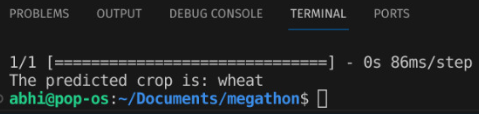 PROBLEMS OUTPUT DEBUG CONSOLE TERMINAL PORTS
1/1 [==============================] - 0s 86ms/step
The predicted crop is: wheat
abhi@pop-os:~/Documents/megathon$